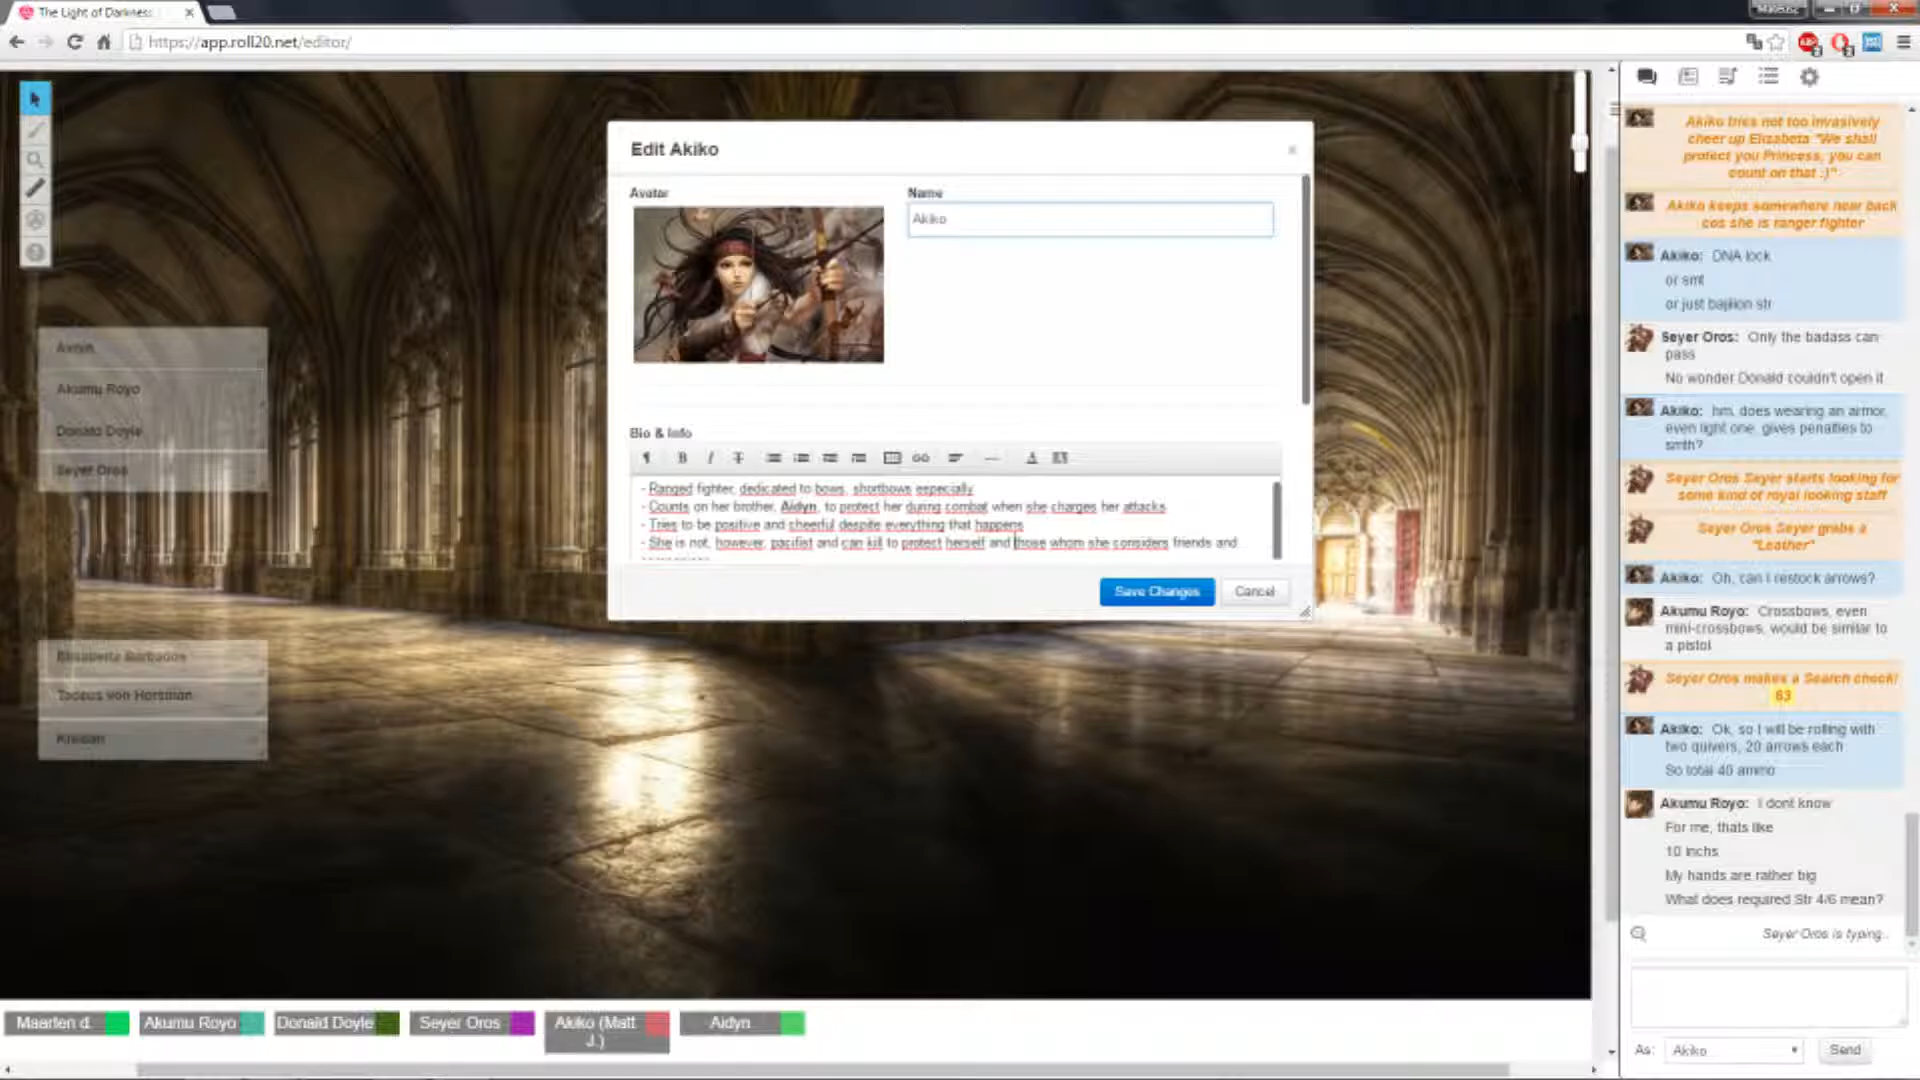 The Light of Darkness
Mateusz
https://app.roll20.net/editor/
Edit Akiko
Avatar
Name
Akiko
Bio & Info
- Ranged fighter, dedicated to bows, shortbows especially
- Counts on her brother, Aidyn, to protect her during combat when she charges her attacks
- Tries to be positive and cheerful despite everything that happens
- She is not, however, pacifist and can kill to protect herself and those whom she considers friends and
Save Changes
Cancel
Akumu Royo
Donald Doyle
Seyer Oros
Elisabeta Barbados
Akiko tries not too invasively
cheer up Elisabeta "We shall
protect you Princess, you can
count on that :)"
Akiko keeps somewhere near back
cos she is ranger fighter
Akiko: DNA lock
or smt
or just bajilion str
Seyer Oros: Only the badass can
pass
No wonder Donald couldn't open it
Akiko: hm, does wearing an armor,
even light one, gives penalties to
smth?
Seyer Oros Seyer starts looking for
some kind of royal looking staff
Seyer Oros Seyer grabs a
"Leather"
Akiko: Oh, can I restock arrows?
Akumu Royo: Crossbows, even
mini-crossbows, would be similar to
a pistol
Seyer Oros makes a Search check!
63
Akiko: Ok, so I will be rolling with
two quivers, 20 arrows each
So total 40 ammo
Akumu Royo: I dont know
For me, thats like
10 inchs
My hands are rather big
What does required Str 4/6 mean?
Seyer Oros is typing..
As:
Akiko
Send
Maarten d.
Akumu Royo
Donald Doyle
Seyer Oros
Akiko (Matt
J.)
Aidyn